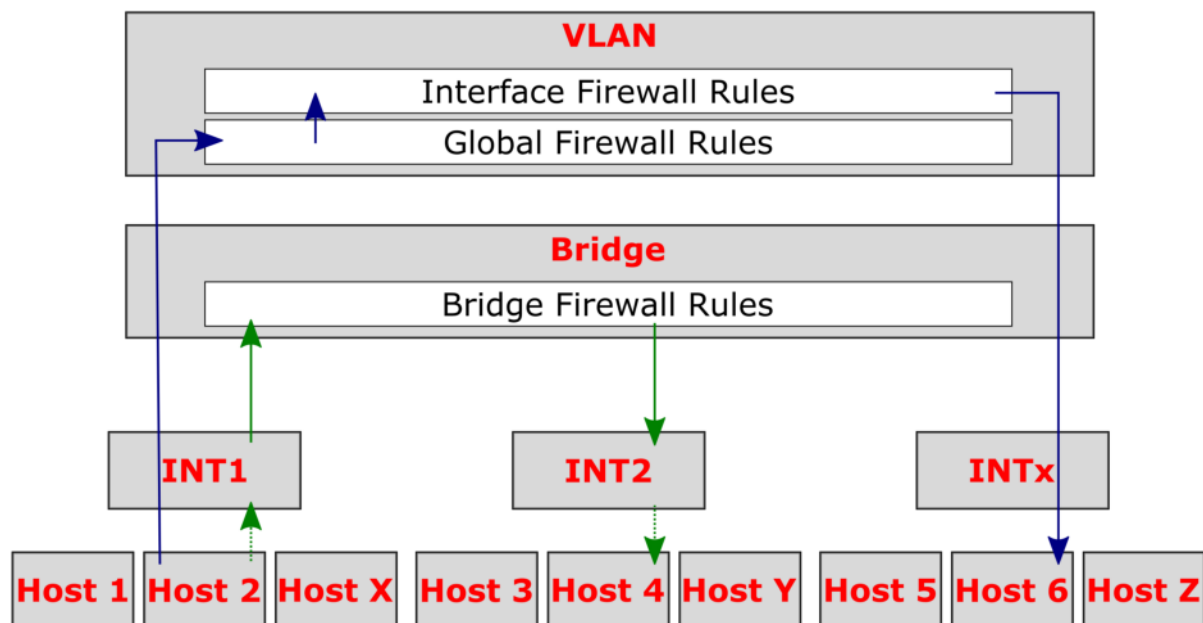 VLAN
Interface Firewall Rules
Global Firewall Rules
Bridge
Bridge Firewall Rules
INT1
INT2
INTx
Host 1
Host 2
Host X
Host 3
Host 4
Host Y
Host 5
Host 6
Host Z